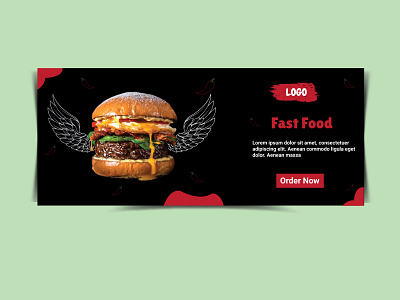 LOGO
Fast Food
Lorem ipsum dolor sit amet, consectetuer
adipiscing elit. Aenean commodo
ligula eget dolor. Aenean
massa
Order Now